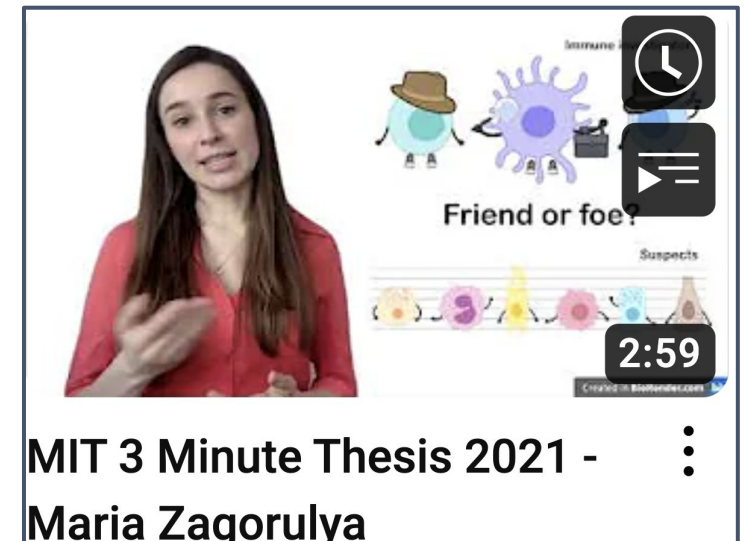 Immune
Friend or foe?
Suspects
2:59
Created in BioRender.com
MIT 3 Minute Thesis 2021 -
Maria Zagorulya